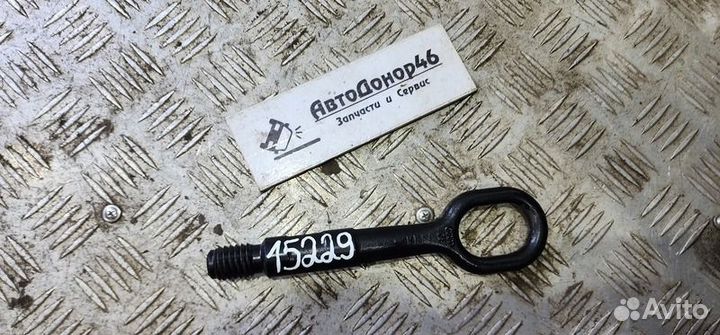 АвтоДонор46
Запчасти и Сервис
15229
Avito